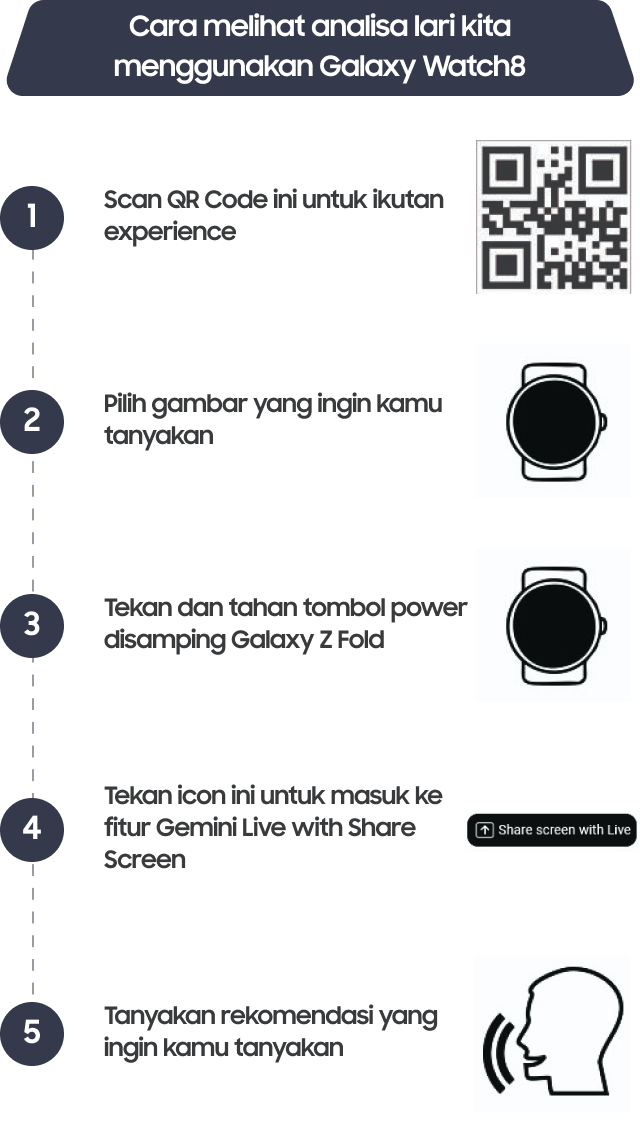 Cara melihat analisa lari kita
menggunakan Galaxy Watch8
1
Scan QR Code ini untuk ikutan
experience
2
Pilih gambar yang ingin kamu
tanyakan
3
Tekan dan tahan tombol power
disamping Galaxy Z Fold
4
Tekan icon ini untuk masuk ke
fitur Gemini Live with Share
Screen
Share screen with Live
5
Tanyakan rekomendasi yang
ingin kamu tanyakan